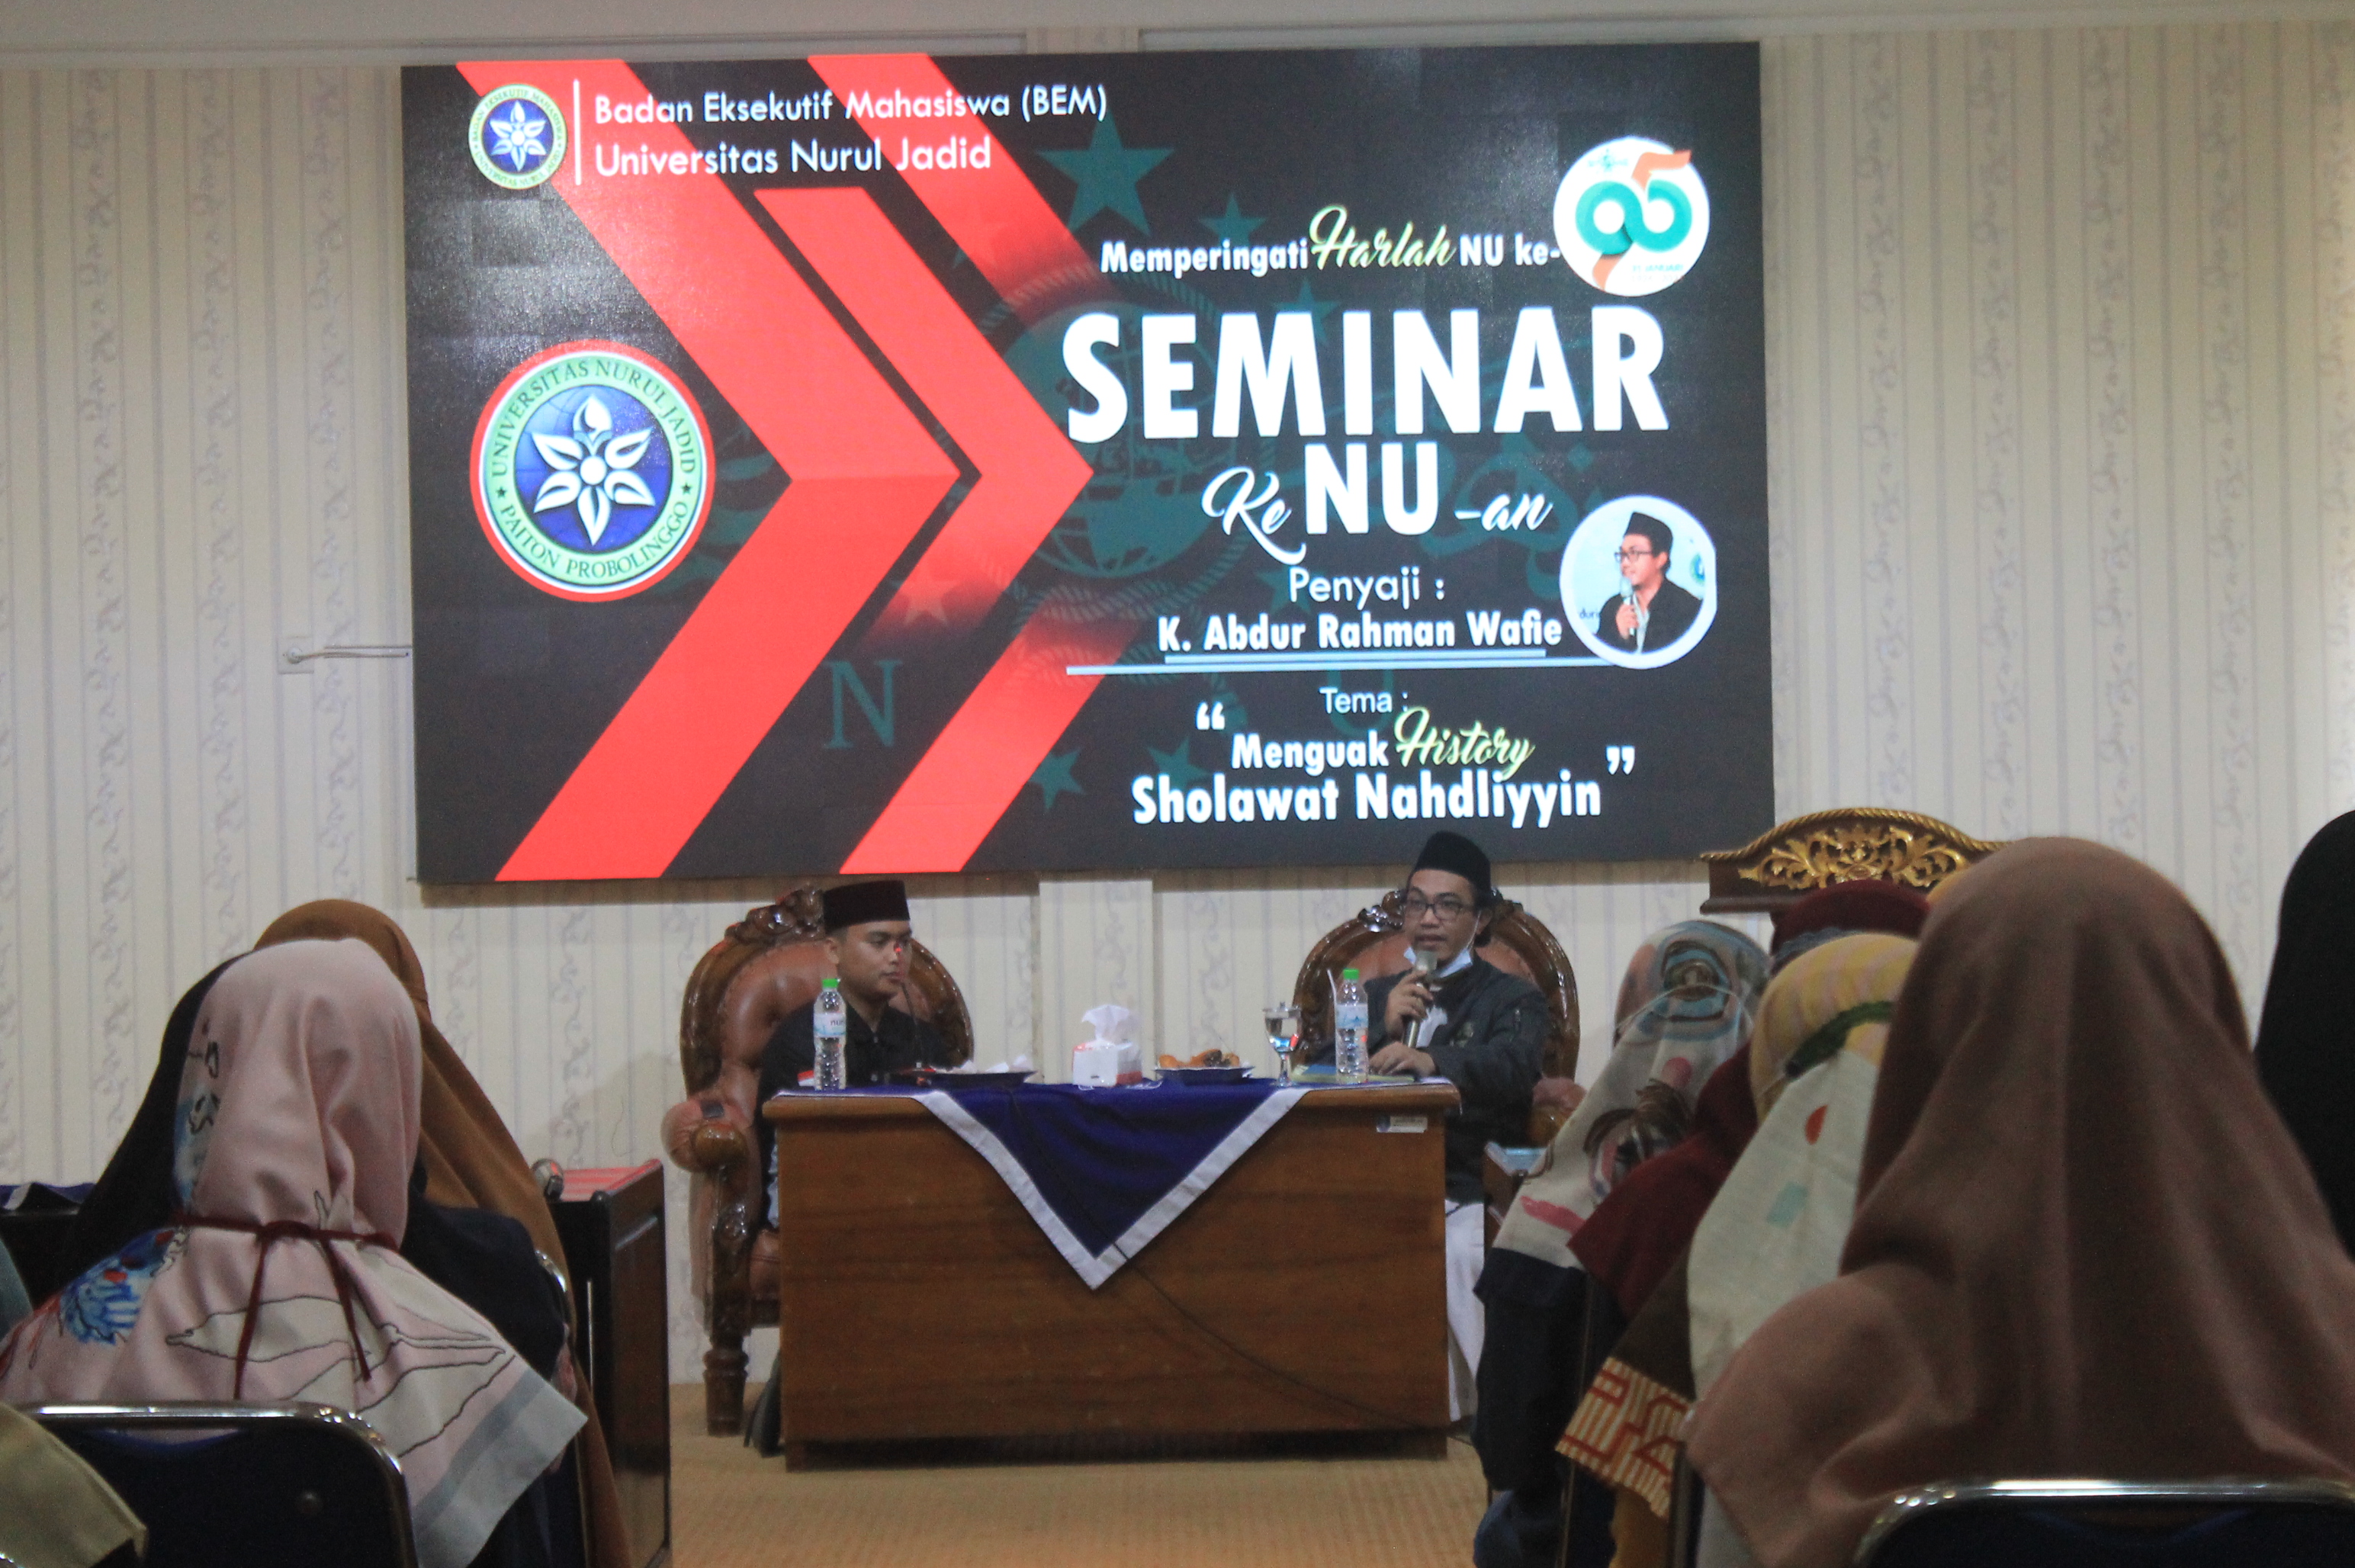 Badan Eksekutif Mahasiswa (BEM)
Universitas Nurul Jadid
Memperingati Harlah NU ke-
95
SEMINAR
Ke NU -an
Penyaji :
K. Abdur Rahman Wafie
Tema :
“ Menguak History
Sholawat Nahdliyyin ”
UNIVERSITAS NURUL JADID
★ PAITON PROBOLINGGO ★
N
U